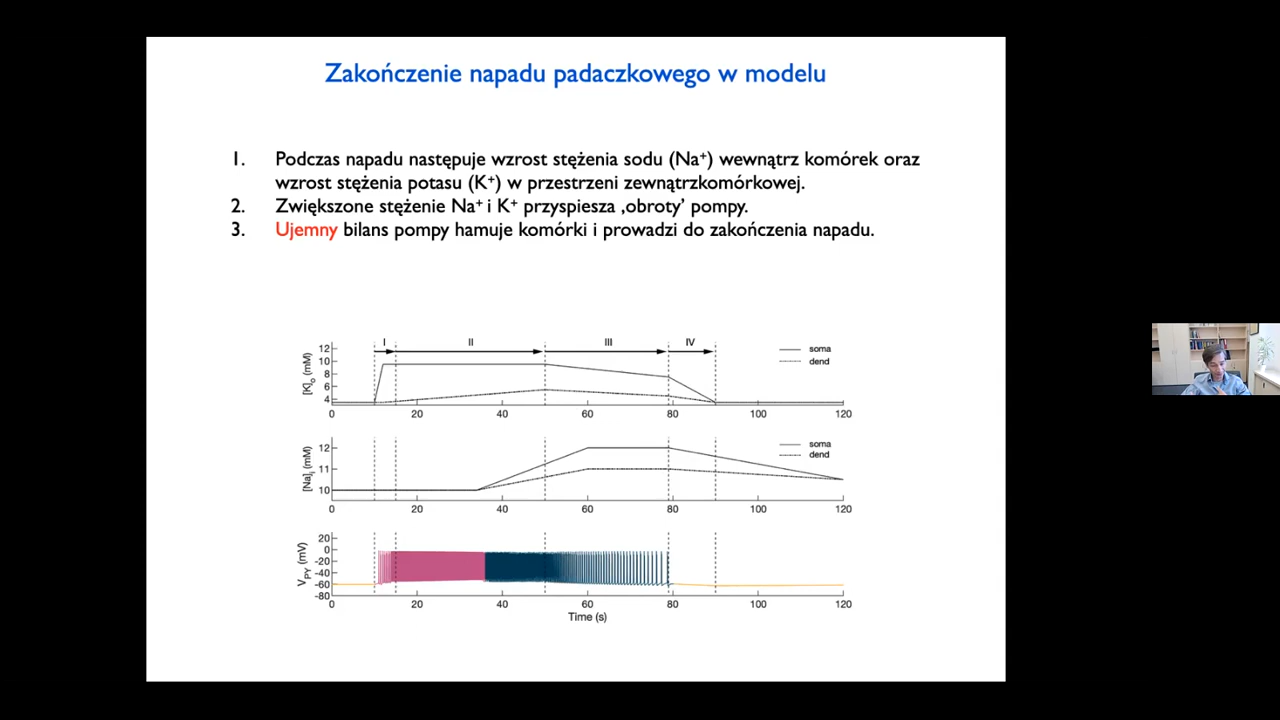 Zakończenie napadu padaczkowego w modelu
1. Podczas napadu następuje wzrost stężenia sodu (Na⁺) wewnątrz komórek oraz
wzrost stężenia potasu (K⁺) w przestrzeni zewnątrzkomórkowej.
2. Zwiększone stężenie Na⁺ i K⁺ przyspiesza ‚obroty’ pompy.
3. Ujemny bilans pompy hamuje komórki i prowadzi do zakończenia napadu.
I II III IV
[K]o (mM)
12
10
8
6
4
soma
dend
0 20 40 60 80 100 120
[Na]i (mM)
12
11
10
soma
dend
0 20 40 60 80 100 120
VPY (mV)
20
0
-20
-40
-60
-80
0 20 40 60 80 100 120
Time (s)